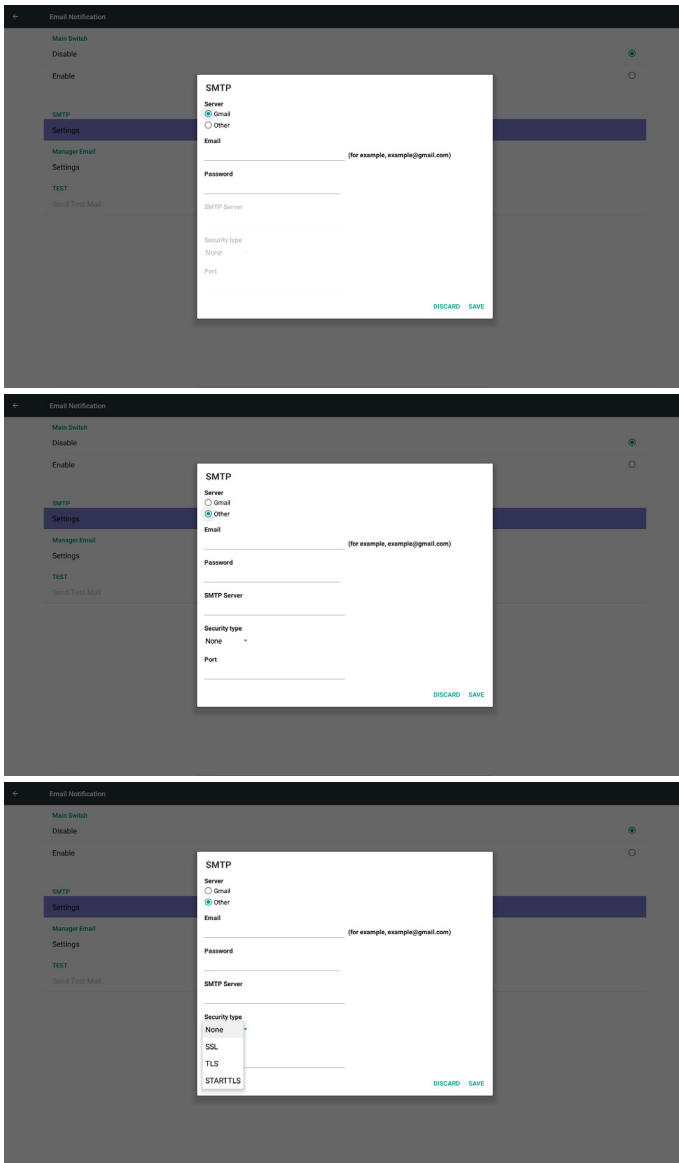 Email Notification
Main Switch
Disable
Enable
SMTP
Settings
Manager Email
Settings
TEST
Send Test Mail
SMTP
Server
Gmail
Other
Email
(for example, example@gmail.com)
Password
SMTP Server
Security type
None
Port
DISCARD SAVE
Email Notification
Main Switch
Disable
Enable
SMTP
Settings
Manager Email
Settings
TEST
Send Test Mail
SMTP
Server
Gmail
Other
Email
(for example, example@gmail.com)
Password
SMTP Server
Security type
None
Port
DISCARD SAVE
Email Notification
Main Switch
Disable
Enable
SMTP
Settings
Manager Email
Settings
TEST
Send Test Mail
SMTP
Server
Gmail
Other
Email
(for example, example@gmail.com)
Password
SMTP Server
Security type
None
SSL
TLS
STARTTLS
DISCARD SAVE